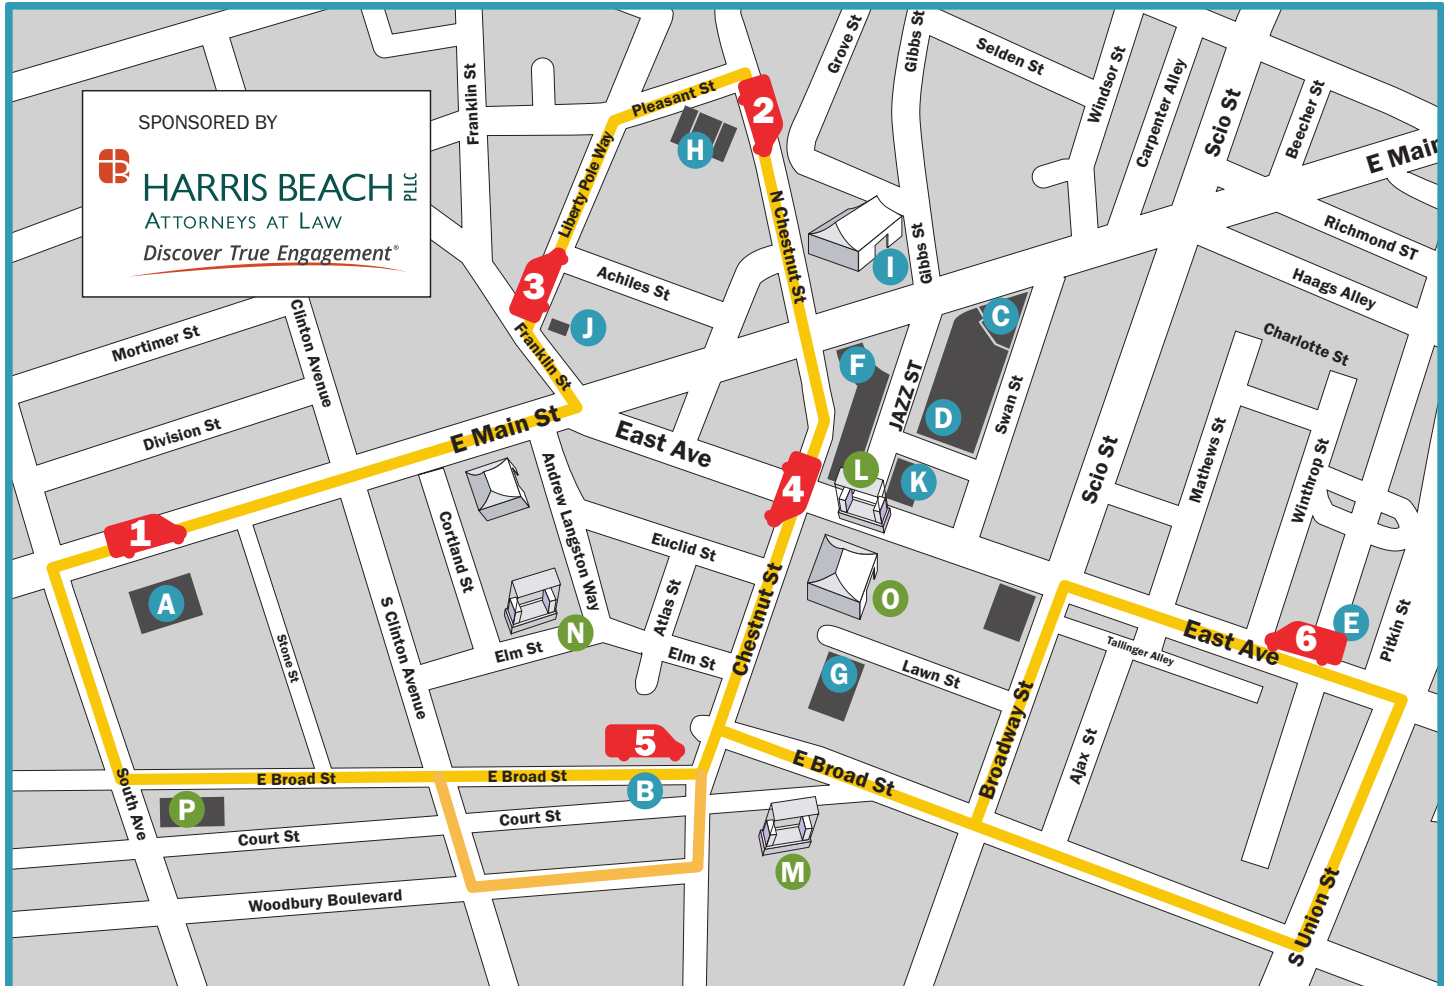 SPONSORED BY
HARRIS BEACH PLLC
ATTORNEYS AT LAW
Discover True Engagement®
Franklin St
Pleasant St
Liberty Pole Way
Grove St
Gibbs St
Selden St
Windsor St
Carpenter Alley
Scio St
Beecher St
E Main
Richmond ST
Haags Alley
Charlotte St
2
H
N Chestnut St
I
Gibbs St
3
Achiles St
J
Franklin St
Clinton Avenue
Mortimer St
Division St
E Main St
East Ave
C
F
JAZZ ST
D
Swan St
K
L
4
Scio St
Mathews St
Winthrop St
Pitkin St
1
A
Stone St
S Clinton Avenue
Cortland St
Andrew Langston Way
Euclid St
Atlas St
N
Elm St
Elm St
Chestnut St
O
Lawn St
G
Tallinger Alley
East Ave
6
E
5
E Broad St
E Broad St
B
E Broad St
Broadway St
Ajax St
South Ave
P
Court St
Court St
M
Woodbury Boulevard
S Union St